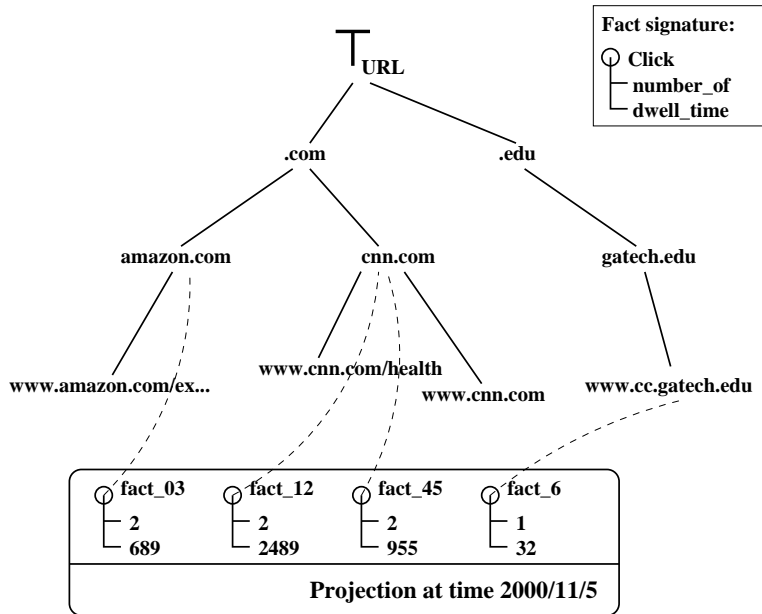 Fact signature:
Click
number_of
dwell_time
URL
.com
.edu
amazon.com
cnn.com
gatech.edu
www.amazon.com/ex...
www.cnn.com/health
www.cnn.com
www.cc.gatech.edu
fact_03
2
689
fact_12
2
2489
fact_45
2
955
fact_6
1
32
Projection at time 2000/11/5